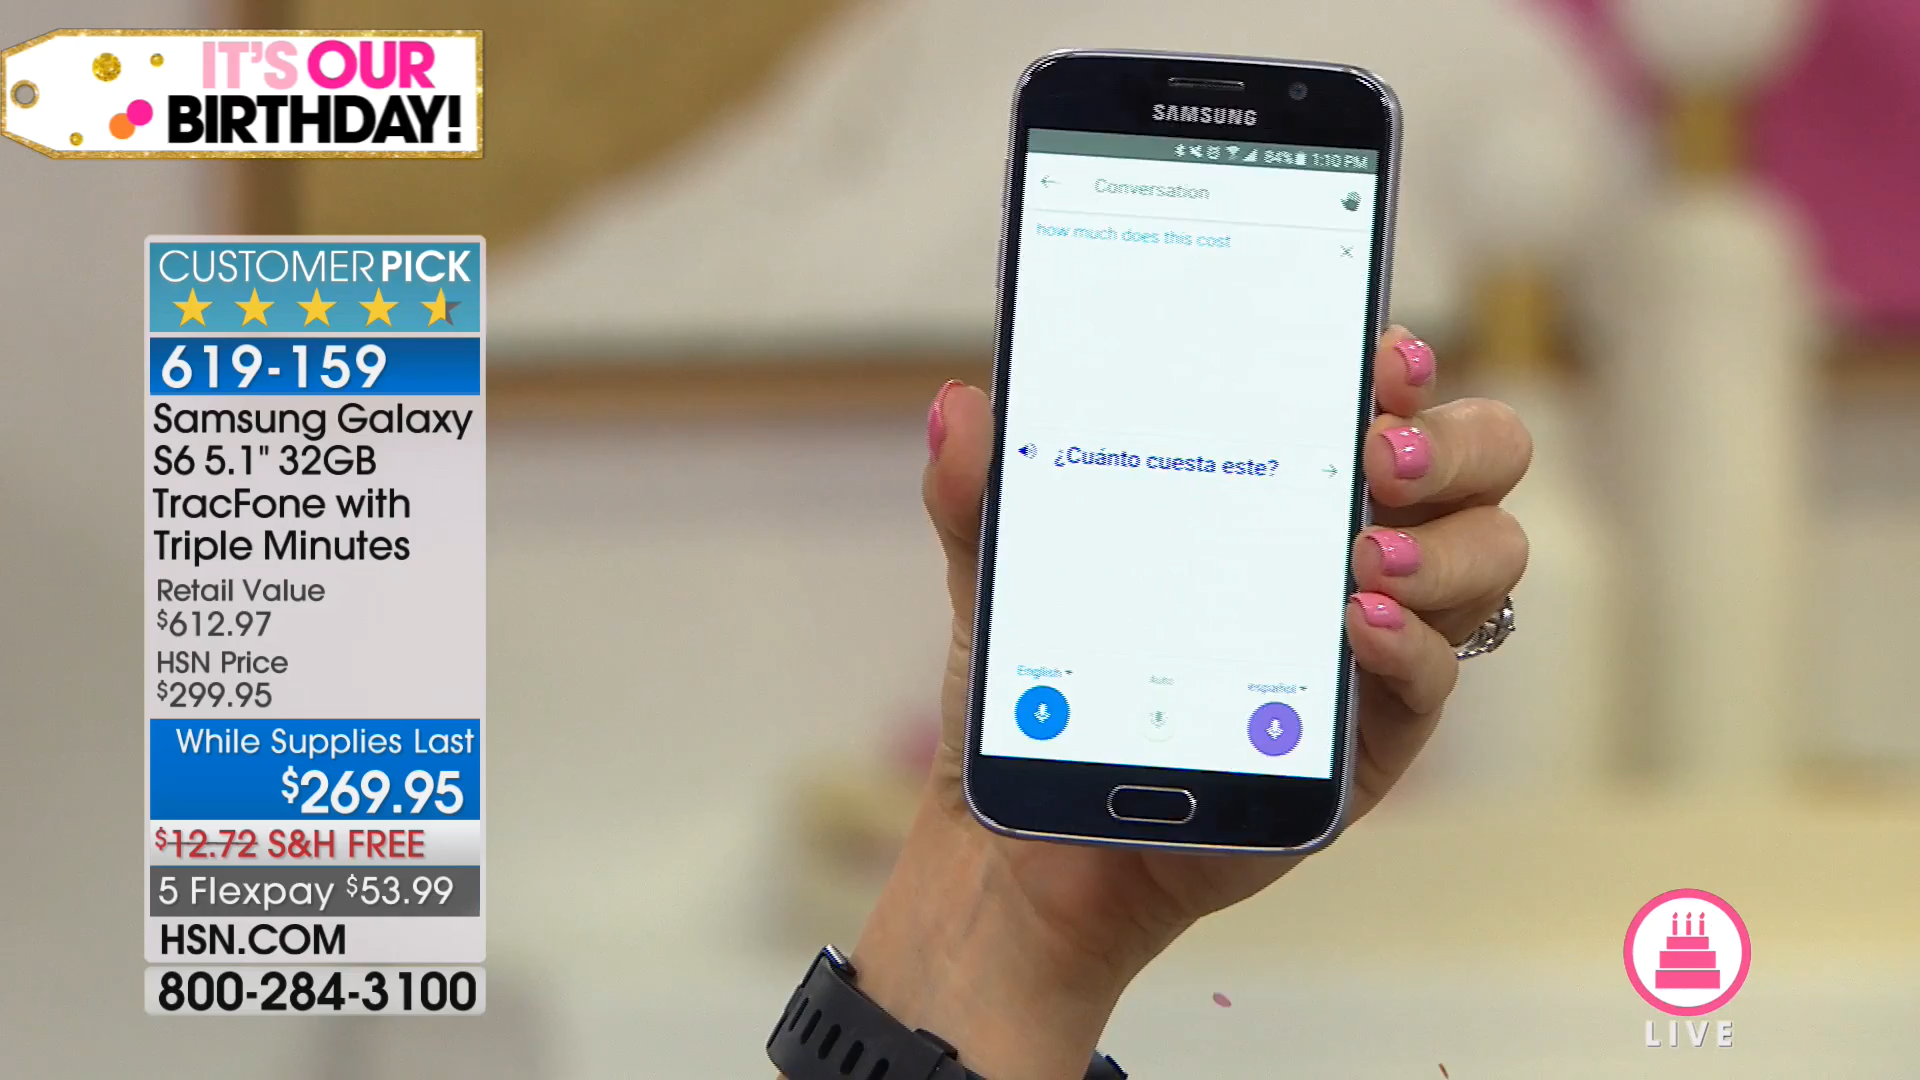 IT'S OUR
BIRTHDAY!
CUSTOMER PICK
619-159
Samsung Galaxy
S6 5.1" 32GB
TracFone with
Triple Minutes
Retail Value
$612.97
HSN Price
$299.95
While Supplies Last
$269.95
$12.72 S&H FREE
5 Flexpay $53.99
HSN.COM
800-284-3100
SAMSUNG
84% 1:10 PM
Conversation
how much does this cost
¿Cuánto cuesta este?
English
Auto
español
LIVE